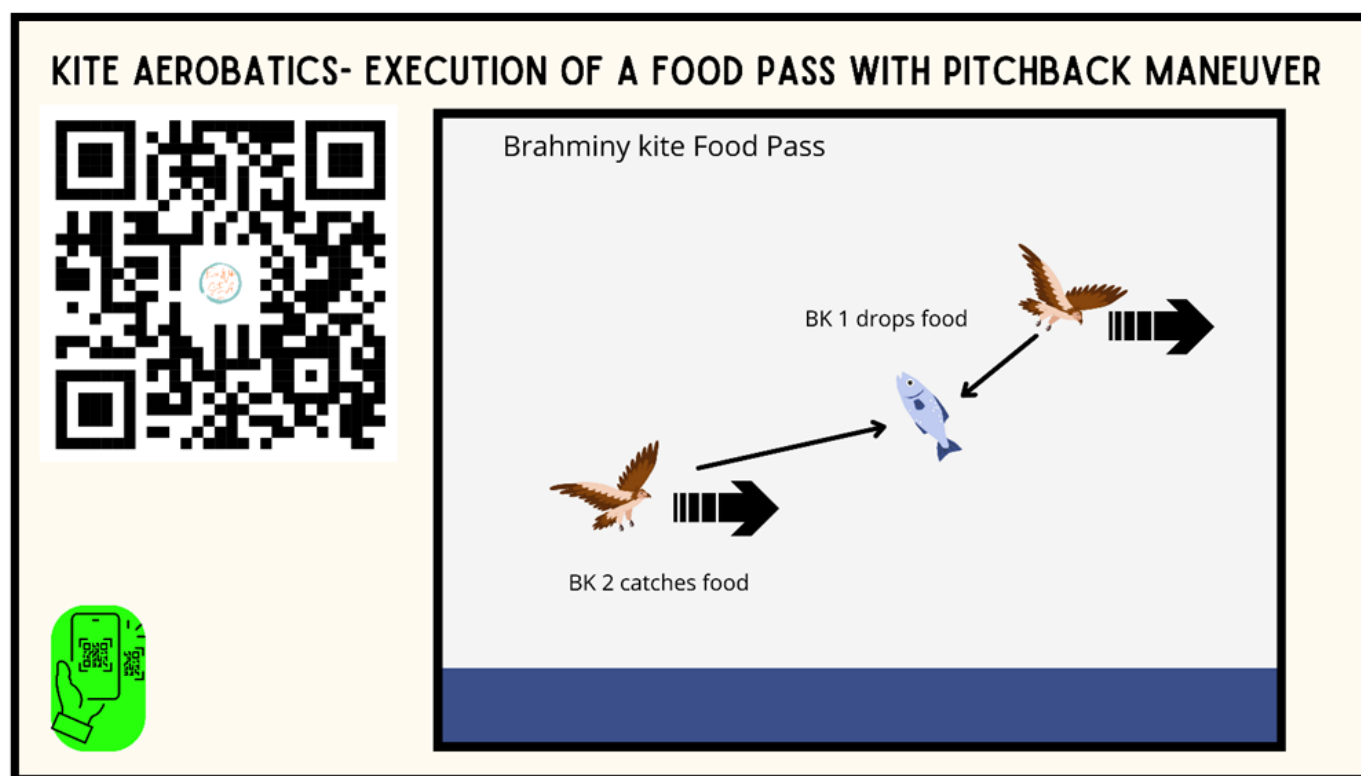 KITE AEROBATICS- EXECUTION OF A FOOD PASS WITH PITCHBACK MANEUVER
Brahminy kite Food Pass
BK 1 drops food
BK 2 catches food